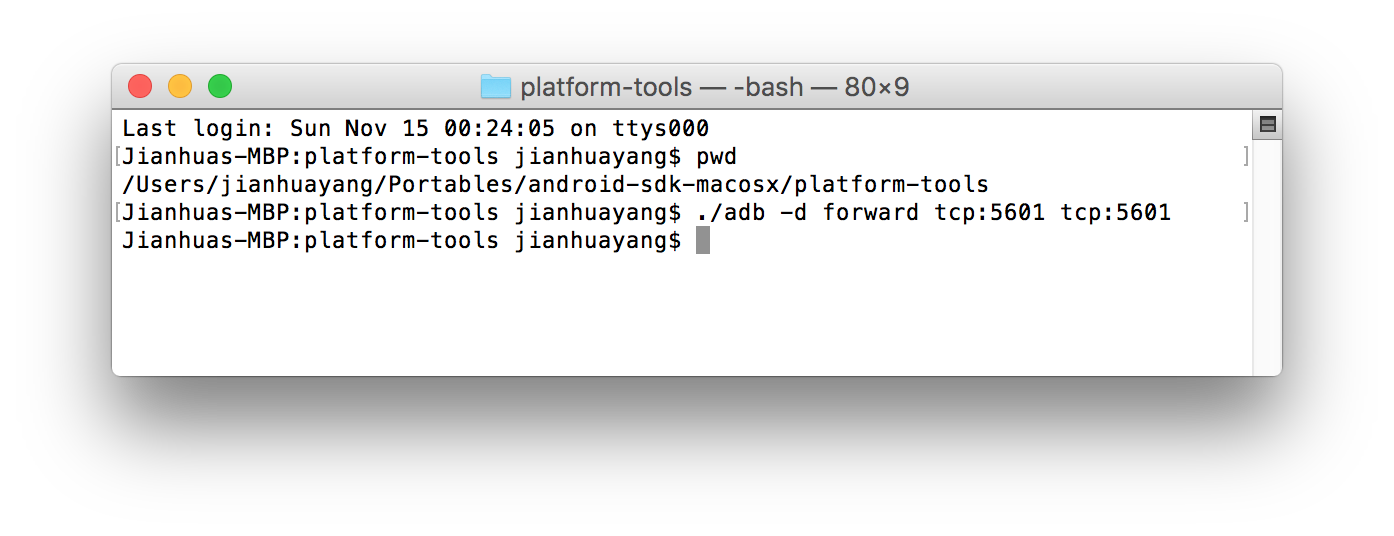 platform-tools — -bash — 80×9
Last login: Sun Nov 15 00:24:05 on ttys000
[Jianhuas-MBP:platform-tools jianhuayang$ pwd ]
/Users/jianhuayang/Portables/android-sdk-macosx/platform-tools
[Jianhuas-MBP:platform-tools jianhuayang$ ./adb -d forward tcp:5601 tcp:5601 ]
Jianhuas-MBP:platform-tools jianhuayang$